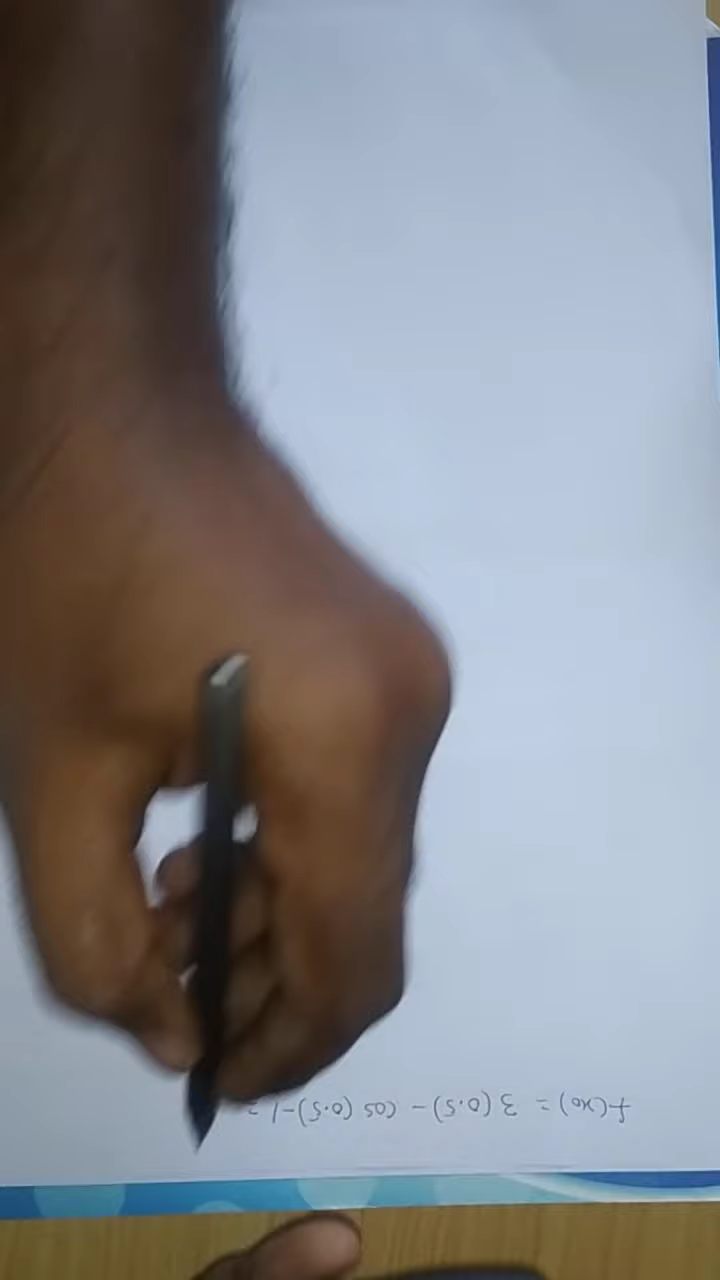 f(x0) = 3(0.5) - cos(0.5)-1 =